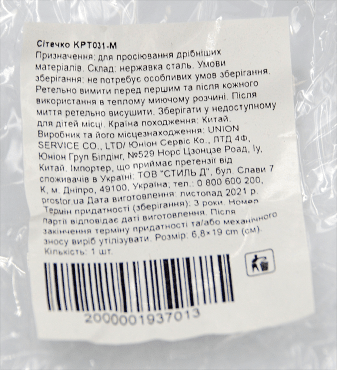 Сітечко KPT031-M
Призначення: для просіювання дрібніших
матеріалів. Склад: нержавка сталь. Умови
зберігання: не потребує особливих умов зберігання.
Ретельно вимити перед першим та після кожного
використання в теплому миючому розчині. Після
миття ретельно висушити. Зберігати у недоступному
для дітей місці. Країна походження: Китай.
Виробник та його місцезнаходження: UNION
SERVICE CO., LTD/ Юніон Сервіс Ко., ЛТД 4Ф,
Юніон Груп Білдінг, №529 Норс Цзонцзе Роад, Іу,
Китай. Імпортер, що приймає претензії від
споживачів в Україні: ТОВ "СТИЛЬ Д", бул. Слави 7
К, м. Дніпро, 49100, Україна, тел.: 0 800 600 200,
prostor.ua Дата виготовлення: листопад 2021 р.
Термін придатності (зберігання): 3 роки. Номер
партії відповідає даті виготовлення. Після
закінчення терміну придатності та/або механічного
зносу виріб утилізувати. Розмір: 6,8×19 cm (см).
Кількість: 1 шт.
2000001937013